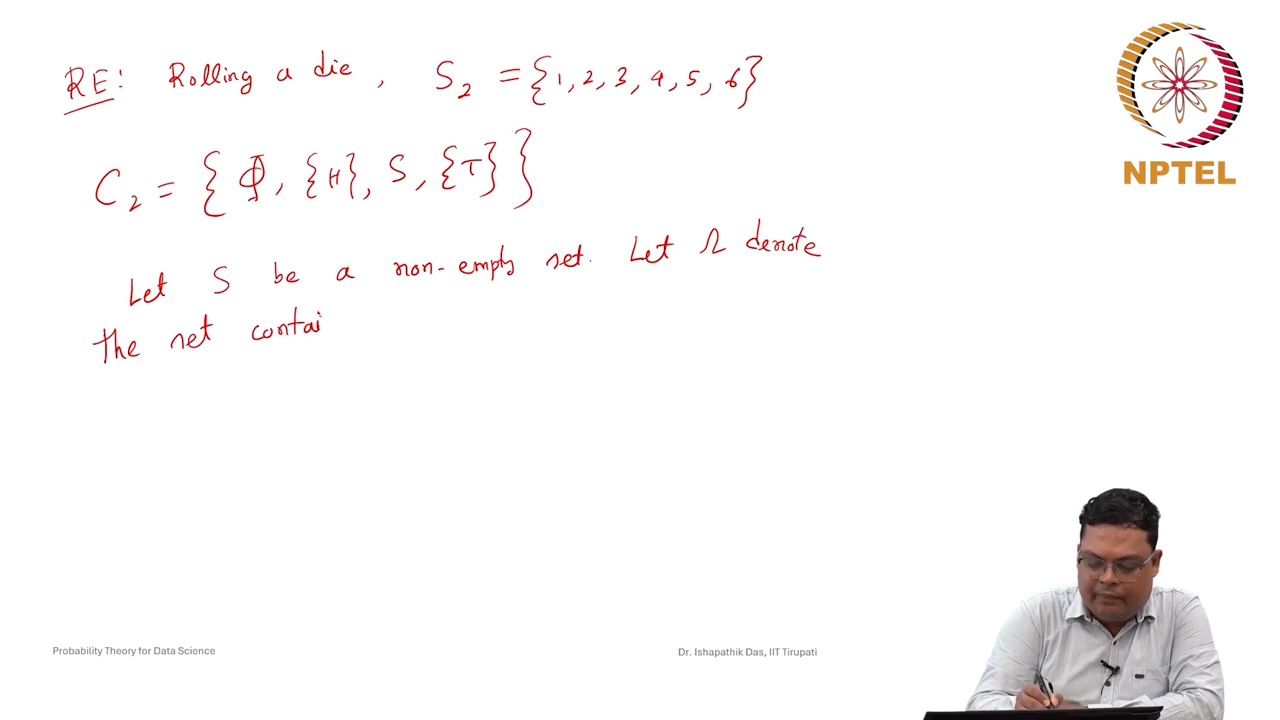 RE: Rolling a die, S₂ = {1, 2, 3, 4, 5, 6}
NPTEL
C₂ = {Φ, {H}, S, {T}}
Let S be a non-empty set. Let Ω denote
the set contai
Probability Theory for Data Science
Dr. Ishapathik Das, IIT Tirupati